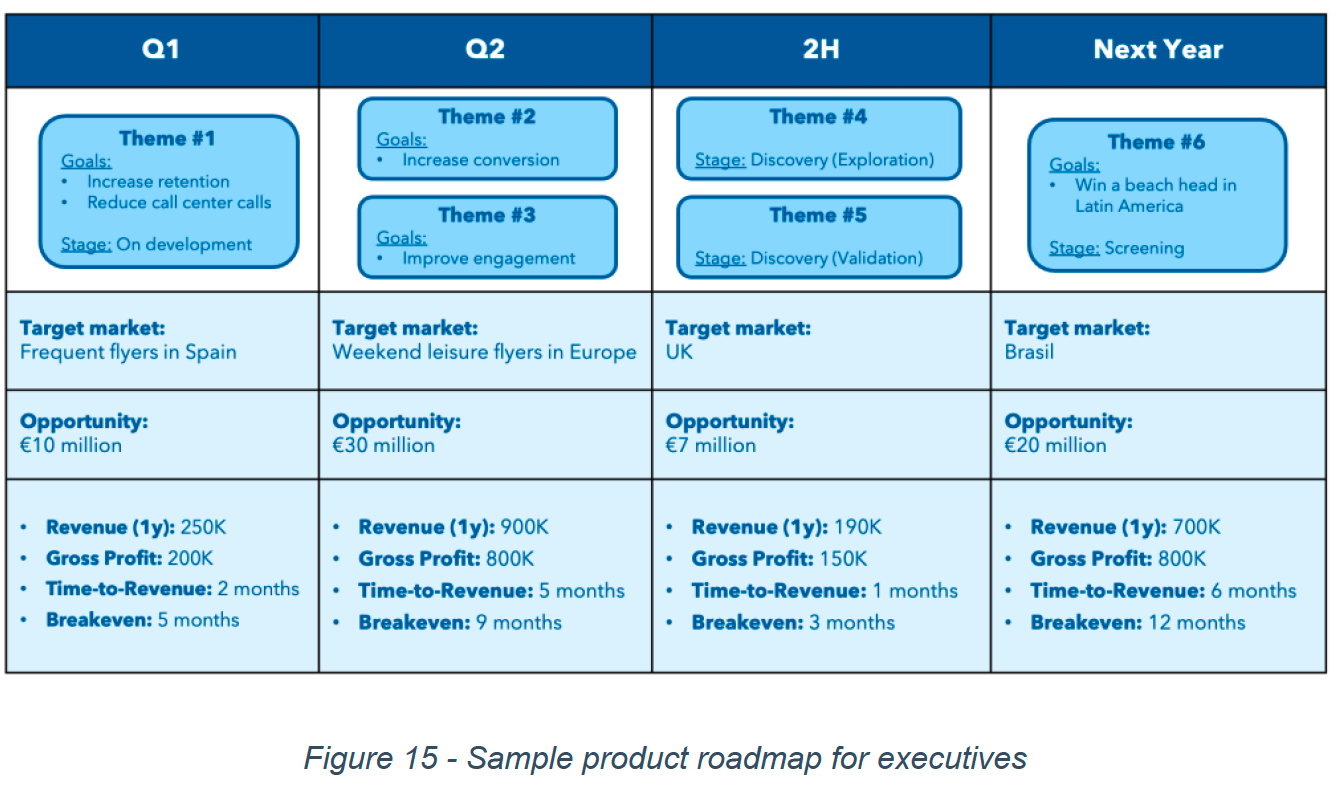 Q1
Q2
2H
Next Year
Theme #1
Goals:
• Increase retention
• Reduce call center calls
Stage: On development
Theme #2
Goals:
• Increase conversion
Theme #3
Goals:
• Improve engagement
Theme #4
Stage: Discovery (Exploration)
Theme #5
Stage: Discovery (Validation)
Theme #6
Goals:
• Win a beach head in
Latin America
Stage: Screening
Target market:
Frequent flyers in Spain
Target market:
Weekend leisure flyers in Europe
Target market:
UK
Target market:
Brasil
Opportunity:
€10 million
Opportunity:
€30 million
Opportunity:
€7 million
Opportunity:
€20 million
• Revenue (1y): 250K
• Gross Profit: 200K
• Time-to-Revenue: 2 months
• Breakeven: 5 months
• Revenue (1y): 900K
• Gross Profit: 800K
• Time-to-Revenue: 5 months
• Breakeven: 9 months
• Revenue (1y): 190K
• Gross Profit: 150K
• Time-to-Revenue: 1 months
• Breakeven: 3 months
• Revenue (1y): 700K
• Gross Profit: 800K
• Time-to-Revenue: 6 months
• Breakeven: 12 months
Figure 15 - Sample product roadmap for executives